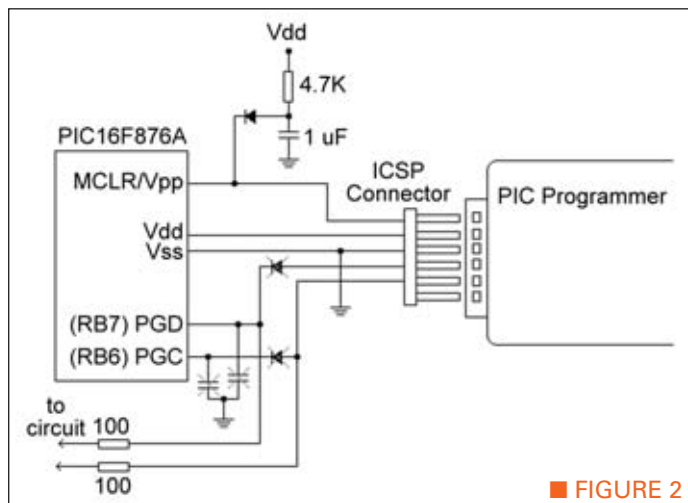 Vdd
4.7K
1 uF
PIC16F876A
MCLR/Vpp
ICSP
Connector
PIC Programmer
Vdd
Vss
(RB7) PGD
(RB6) PGC
to
circuit
100
100
■ FIGURE 2